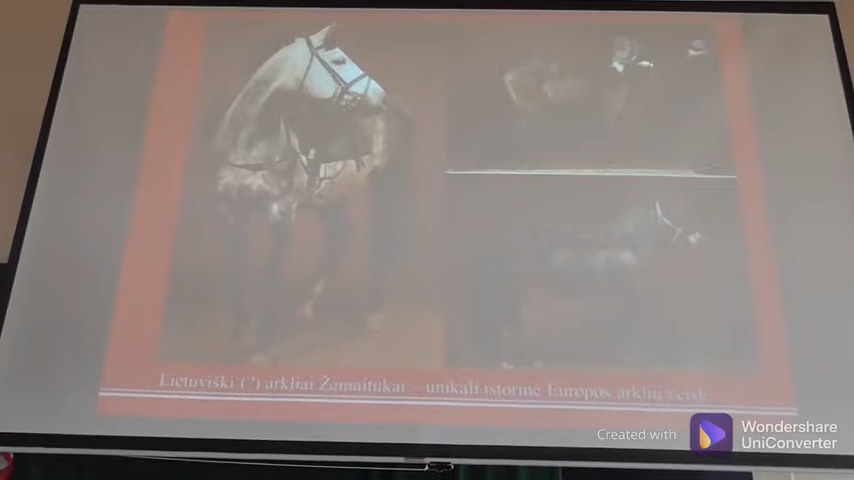 Lietuviški (?) arkliai Žemaitukai – unikali istorinė Europos arklių veislė
Created with
Wondershare
UniConverter